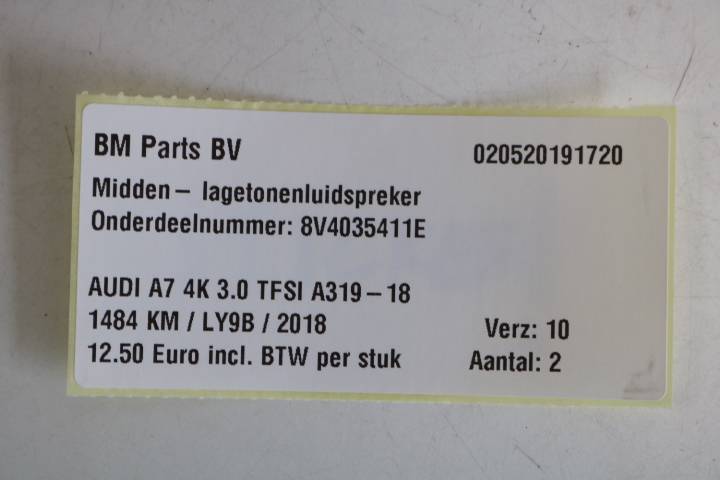 BM Parts BV 020520191720
Midden - lagetonenluidspreker
Onderdeelnummer: 8V4035411E
AUDI A7 4K 3.0 TFSI A319-18
1484 KM / LY9B / 2018 Verz: 10
12.50 Euro incl. BTW per stuk Aantal: 2